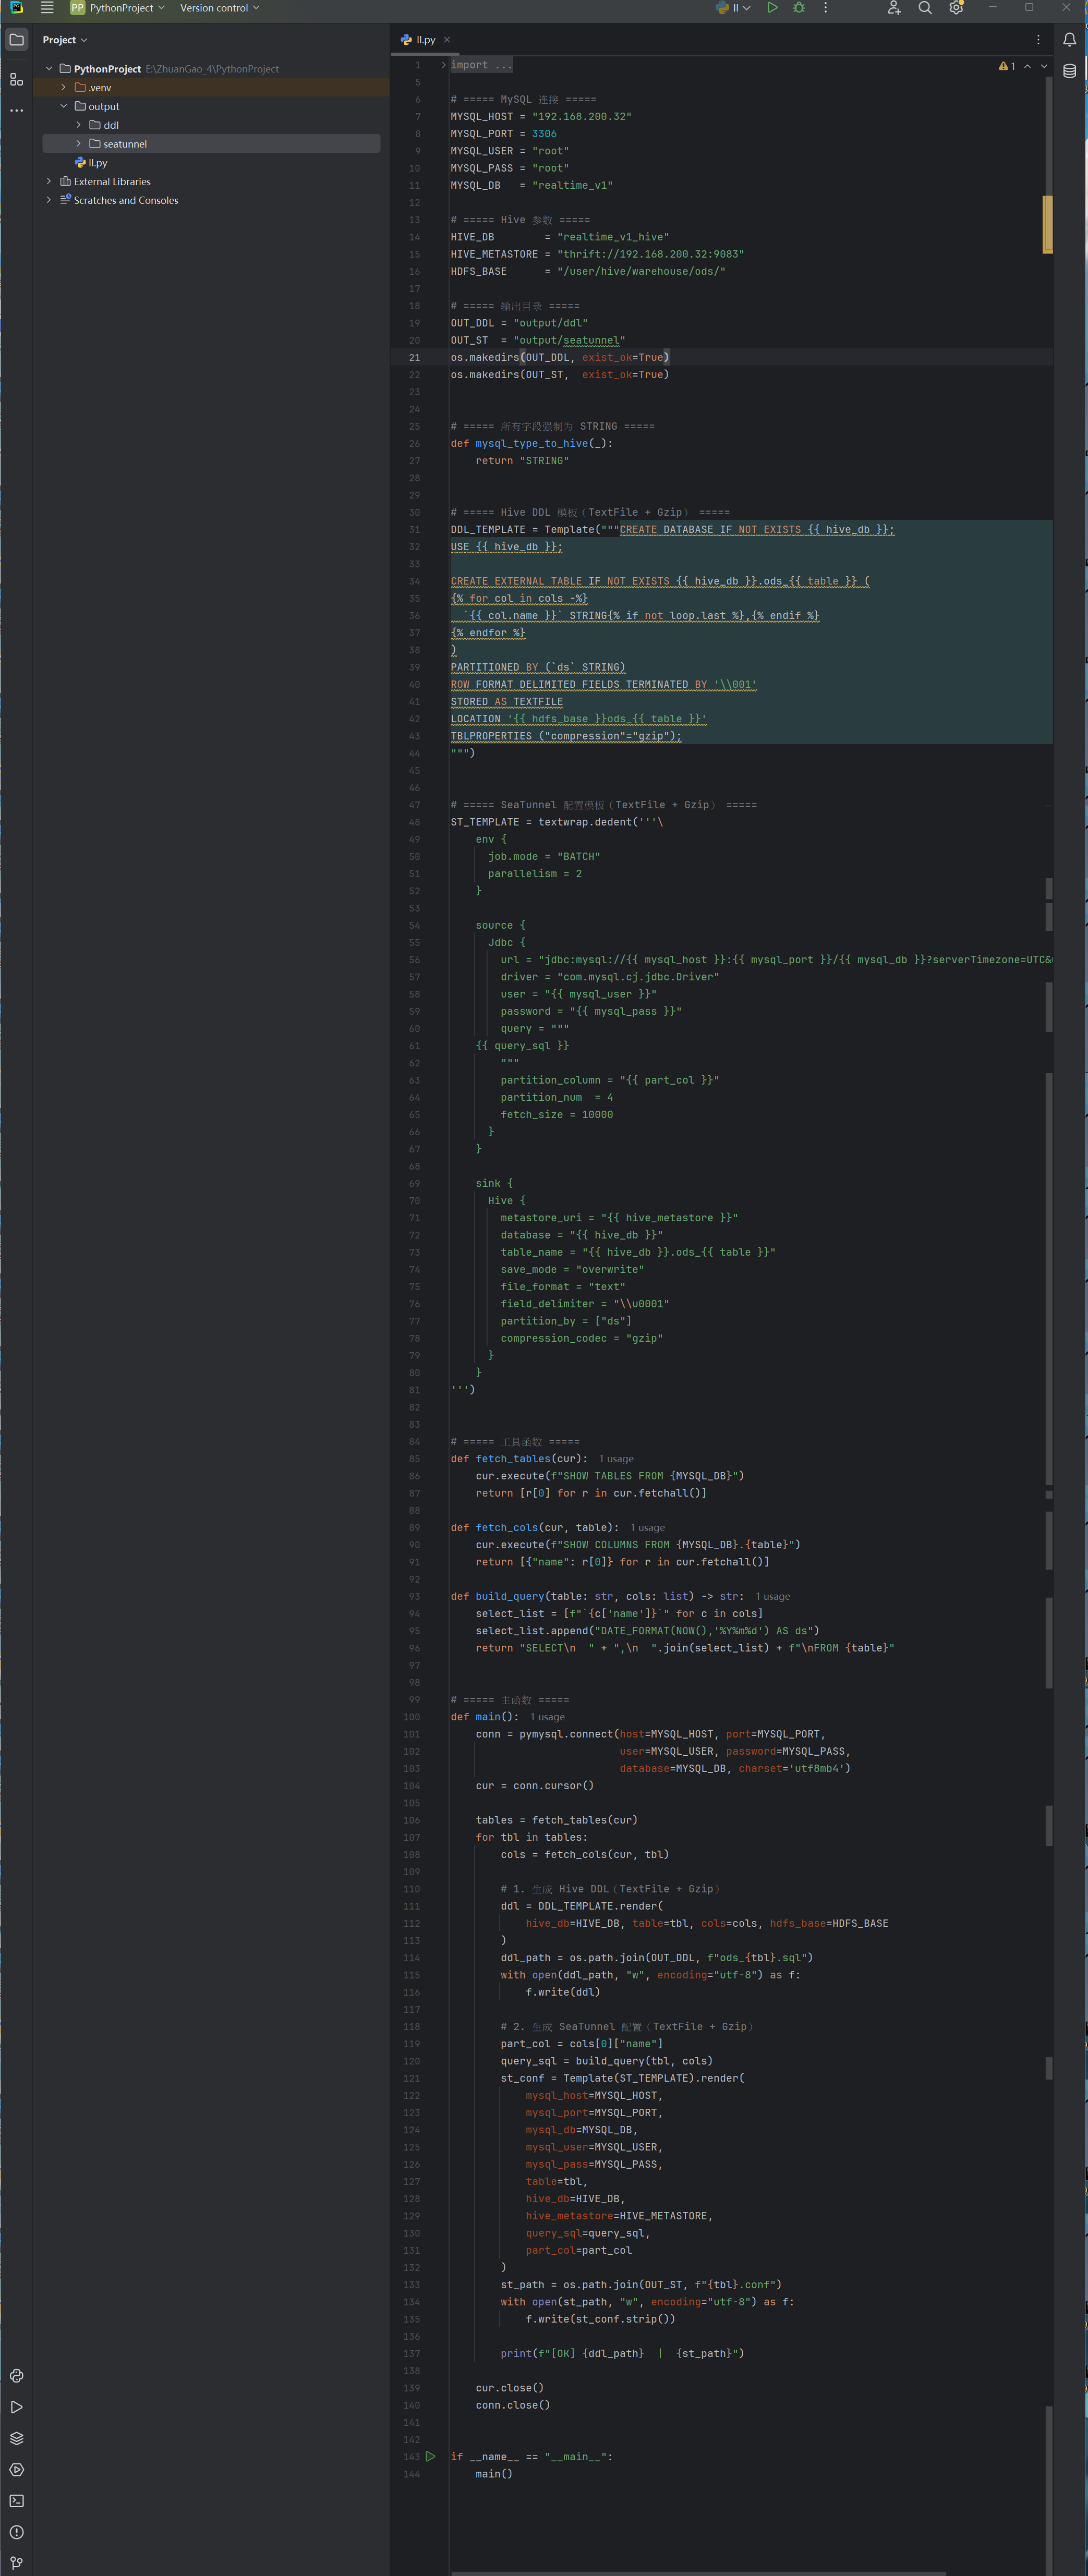 PP PythonProject Version control ll
Project
PythonProject E:\ZhuanGao_4\PythonProject
.venv
output
ddl
seatunnel
ll.py
External Libraries
Scratches and Consoles
ll.py
1 import ... 1
5
6 # ===== MySQL 连接 =====
7 MYSQL_HOST = "192.168.200.32"
8 MYSQL_PORT = 3306
9 MYSQL_USER = "root"
10 MYSQL_PASS = "root"
11 MYSQL_DB   = "realtime_v1"
12
13 # ===== Hive 参数 =====
14 HIVE_DB        = "realtime_v1_hive"
15 HIVE_METASTORE = "thrift://192.168.200.32:9083"
16 HDFS_BASE      = "/user/hive/warehouse/ods/"
17
18 # ===== 输出目录 =====
19 OUT_DDL = "output/ddl"
20 OUT_ST  = "output/seatunnel"
21 os.makedirs(OUT_DDL, exist_ok=True)
22 os.makedirs(OUT_ST,  exist_ok=True)
23
24
25 # ===== 所有字段强制为 STRING =====
26 def mysql_type_to_hive(_):
27     return "STRING"
28
29
30 # ===== Hive DDL 模板（TextFile + Gzip） =====
31 DDL_TEMPLATE = Template("""CREATE DATABASE IF NOT EXISTS {{ hive_db }};
32 USE {{ hive_db }};
33
34 CREATE EXTERNAL TABLE IF NOT EXISTS {{ hive_db }}.ods_{{ table }} (
35 {% for col in cols -%}
36   `{{ col.name }}` STRING{% if not loop.last %},{% endif %}
37 {% endfor %}
38 )
39 PARTITIONED BY (`ds` STRING)
40 ROW FORMAT DELIMITED FIELDS TERMINATED BY '\\001'
41 STORED AS TEXTFILE
42 LOCATION '{{ hdfs_base }}ods_{{ table }}'
43 TBLPROPERTIES ("compression"="gzip");
44 """)
45
46
47 # ===== SeaTunnel 配置模板（TextFile + Gzip） =====
48 ST_TEMPLATE = textwrap.dedent('''\
49     env {
50       job.mode = "BATCH"
51       parallelism = 2
52     }
53
54     source {
55       Jdbc {
56         url = "jdbc:mysql://{{ mysql_host }}:{{ mysql_port }}/{{ mysql_db }}?serverTimezone=UTC&
57         driver = "com.mysql.cj.jdbc.Driver"
58         user = "{{ mysql_user }}"
59         password = "{{ mysql_pass }}"
60         query = """
61     {{ query_sql }}
62         """
63         partition_column = "{{ part_col }}"
64         partition_num  = 4
65         fetch_size = 10000
66       }
67     }
68
69     sink {
70       Hive {
71         metastore_uri = "{{ hive_metastore }}"
72         database = "{{ hive_db }}"
73         table_name = "{{ hive_db }}.ods_{{ table }}"
74         save_mode = "overwrite"
75         file_format = "text"
76         field_delimiter = "\\u0001"
77         partition_by = ["ds"]
78         compression_codec = "gzip"
79       }
80     }
81 ''')
82
83
84 # ===== 工具函数 =====
85 def fetch_tables(cur): 1 usage
86     cur.execute(f"SHOW TABLES FROM {MYSQL_DB}")
87     return [r[0] for r in cur.fetchall()]
88
89 def fetch_cols(cur, table): 1 usage
90     cur.execute(f"SHOW COLUMNS FROM {MYSQL_DB}.{table}")
91     return [{"name": r[0]} for r in cur.fetchall()]
92
93 def build_query(table: str, cols: list) -> str: 1 usage
94     select_list = [f"`{c['name']}`" for c in cols]
95     select_list.append("DATE_FORMAT(NOW(),'%Y%m%d') AS ds")
96     return "SELECT\n  " + ",\n  ".join(select_list) + f"\nFROM {table}"
97
98
99 # ===== 主函数 =====
100 def main(): 1 usage
101     conn = pymysql.connect(host=MYSQL_HOST, port=MYSQL_PORT,
102                            user=MYSQL_USER, password=MYSQL_PASS,
103                            database=MYSQL_DB, charset='utf8mb4')
104     cur = conn.cursor()
105
106     tables = fetch_tables(cur)
107     for tbl in tables:
108         cols = fetch_cols(cur, tbl)
109
110         # 1. 生成 Hive DDL（TextFile + Gzip）
111         ddl = DDL_TEMPLATE.render(
112             hive_db=HIVE_DB, table=tbl, cols=cols, hdfs_base=HDFS_BASE
113         )
114         ddl_path = os.path.join(OUT_DDL, f"ods_{tbl}.sql")
115         with open(ddl_path, "w", encoding="utf-8") as f:
116             f.write(ddl)
117
118         # 2. 生成 SeaTunnel 配置（TextFile + Gzip）
119         part_col = cols[0]["name"]
120         query_sql = build_query(tbl, cols)
121         st_conf = Template(ST_TEMPLATE).render(
122             mysql_host=MYSQL_HOST,
123             mysql_port=MYSQL_PORT,
124             mysql_db=MYSQL_DB,
125             mysql_user=MYSQL_USER,
126             mysql_pass=MYSQL_PASS,
127             table=tbl,
128             hive_db=HIVE_DB,
129             hive_metastore=HIVE_METASTORE,
130             query_sql=query_sql,
131             part_col=part_col
132         )
133         st_path = os.path.join(OUT_ST, f"{tbl}.conf")
134         with open(st_path, "w", encoding="utf-8") as f:
135             f.write(st_conf.strip())
136
137         print(f"[OK] {ddl_path}  |  {st_path}")
138
139     cur.close()
140     conn.close()
141
142
143 if __name__ == "__main__":
144     main()